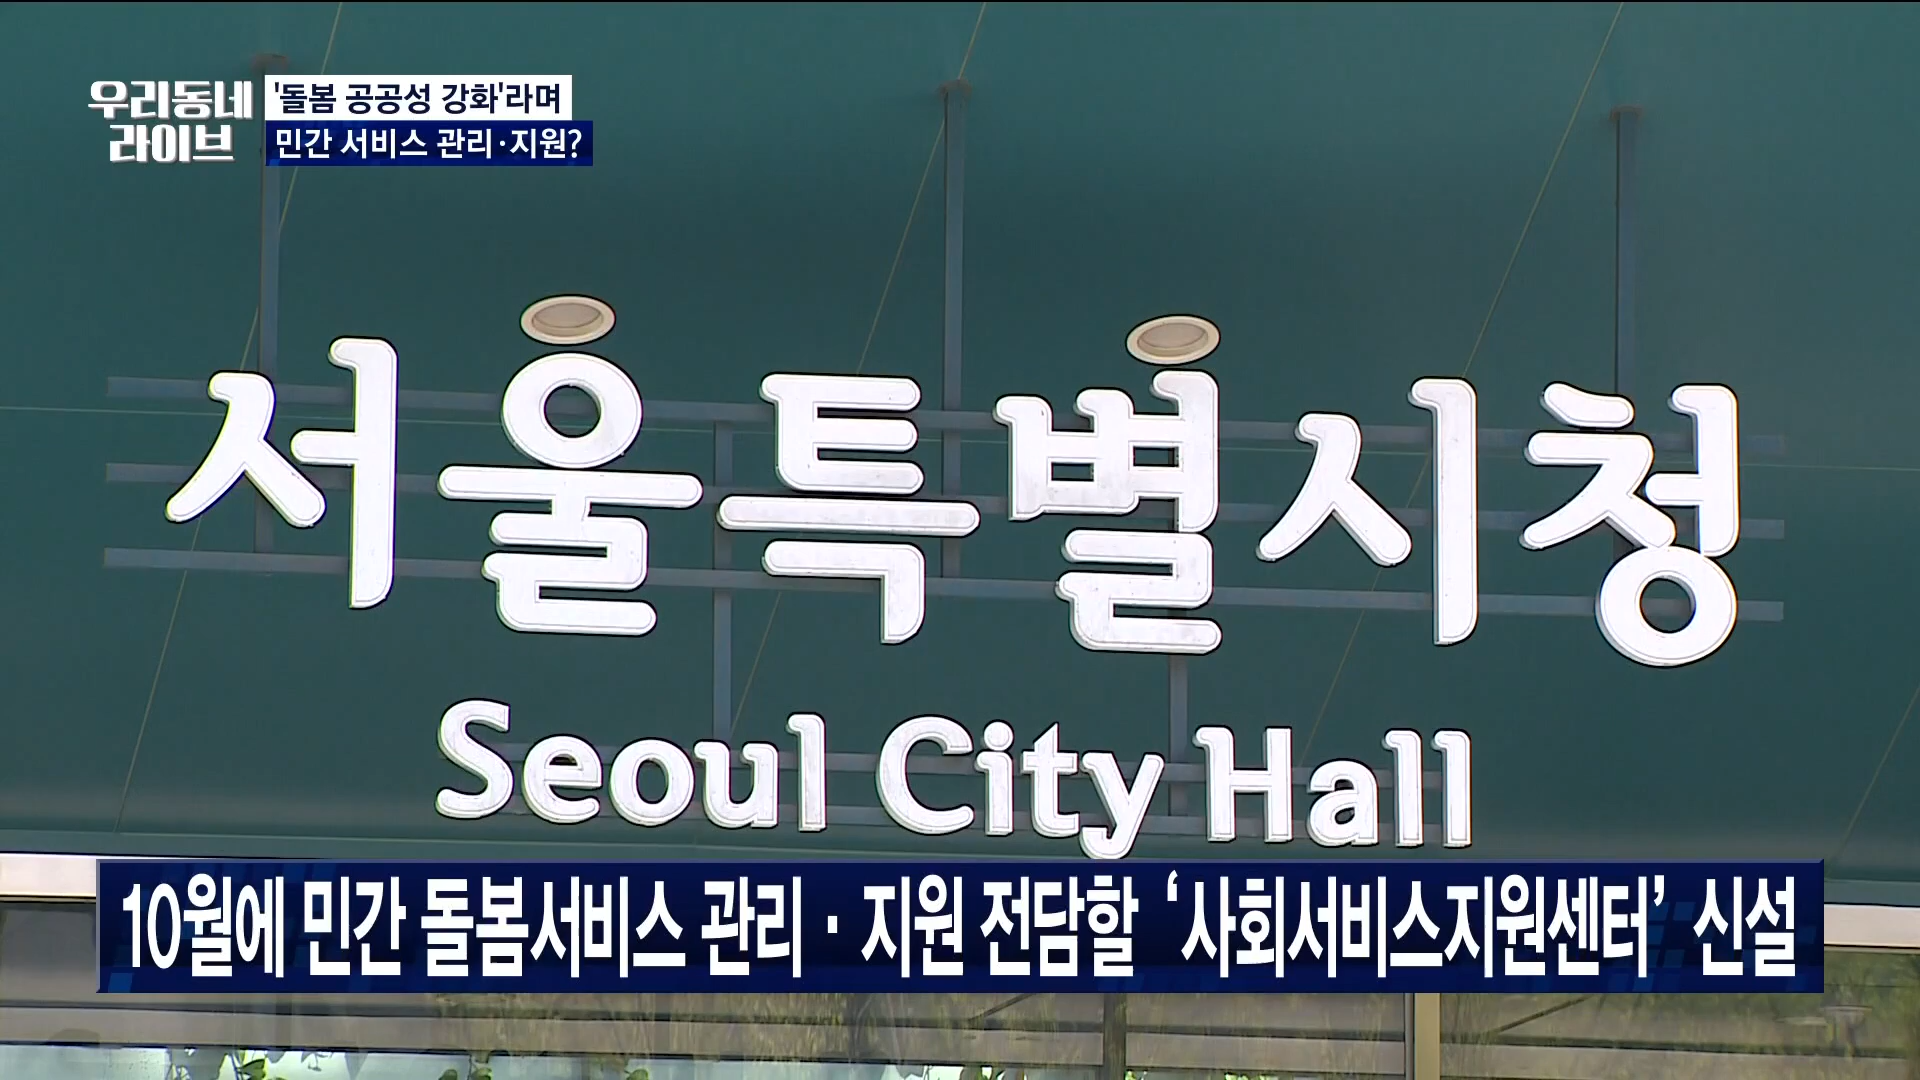 우리동네
라이브
'돌봄 공공성 강화'라며
민간 서비스 관리·지원?
서울특별시청
Seoul City Hall
10월에 민간 돌봄서비스 관리·지원 전담할 ‘사회서비스지원센터’ 신설